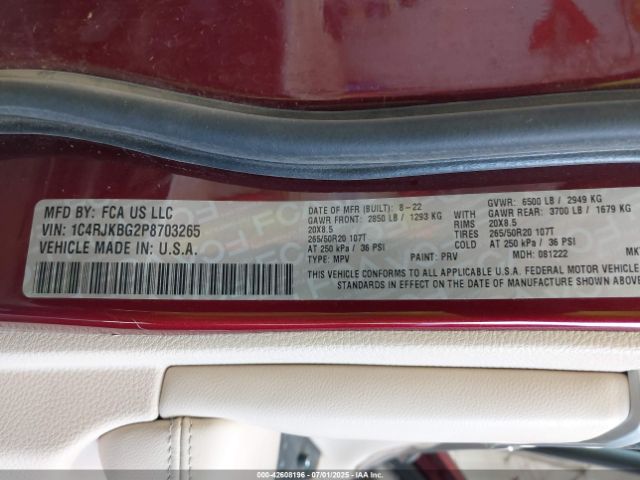 MFD BY: FCA US LLC
VIN: 1C4RJKBG2P8703265
VEHICLE MADE IN U.S.A.
DATE OF MFR (BUILT): 8-22 GVWR: 6500 LB / 2949 KG
GAWR FRONT: 2850 LB / 1293 KG WITH GAWR REAR: 3700 LB / 1679 KG
20X8.5 RIMS 20X8.5
265/50R20 107T TIRES 265/50R20 107T
AT 250 kPa / 36 PSI COLD AT 250 kPa / 36 PSI
TYPE: MPV PAINT: PRV MDH: 081222
THIS VEHICLE CONFORMS TO ALL APPLICABLE U.S.A. FEDERAL MOTOR VEHICLE
STANDARDS IN EFFECT ON THE DATE OF MANUFACTURE SHOWN ABOVE.
000-42608196 - 07/01/2025 - IAAI.com